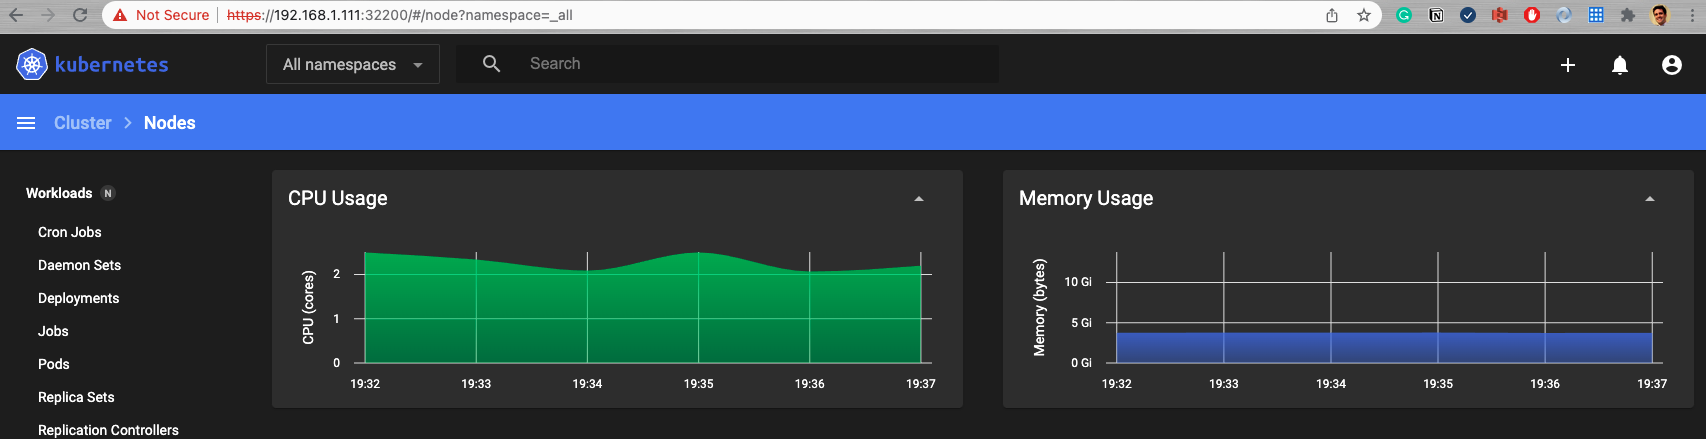 Not Secure https://192.168.1.111:32200/#/node?namespace=_all
kubernetes All namespaces Search
Cluster > Nodes
Workloads N
Cron Jobs
Daemon Sets
Deployments
Jobs
Pods
Replica Sets
Replication Controllers
CPU Usage
CPU (cores)
2
1
0
19:32 19:33 19:34 19:35 19:36 19:37
Memory Usage
Memory (bytes)
10 Gi
5 Gi
0 Gi
19:32 19:33 19:34 19:35 19:36 19:37